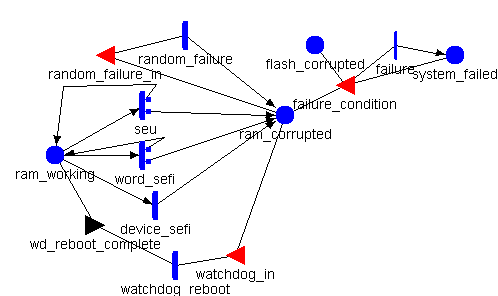 random_failure
flash_corrupted
failure
random_failure_in
system_failed
failure_condition
seu
ram_corrupted
ram_working
word_sefi
device_sefi
wd_reboot_complete
watchdog_in
watchdog_reboot